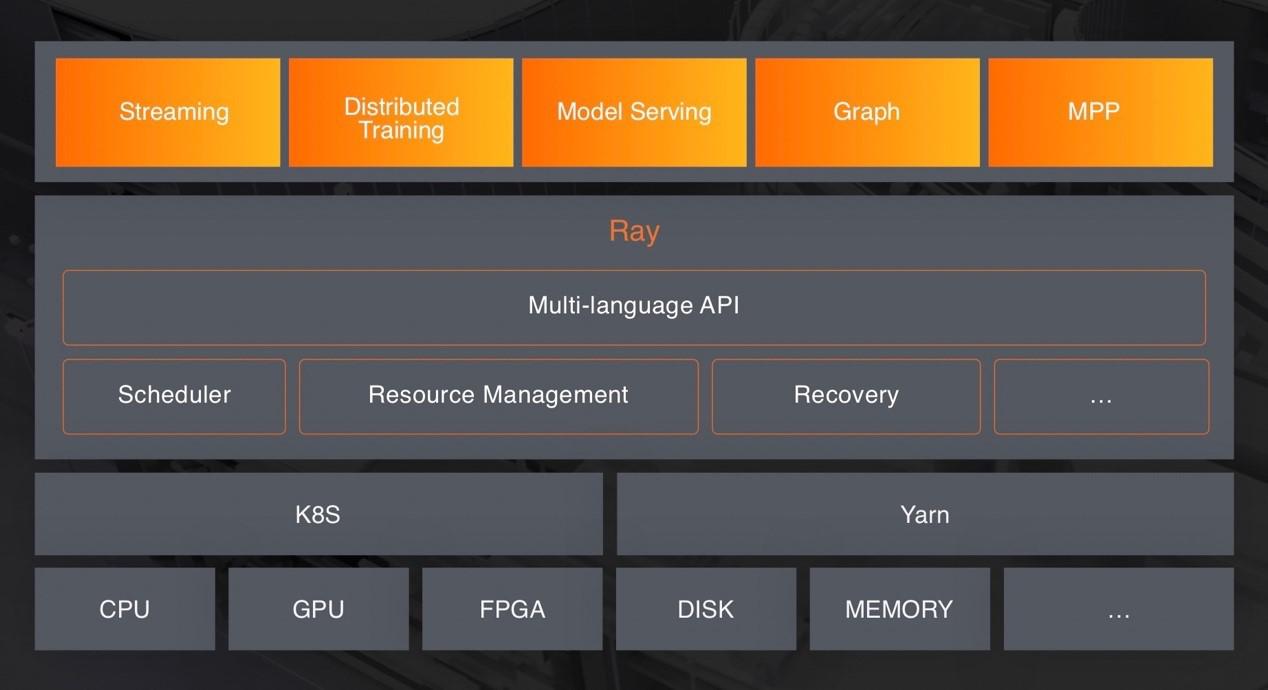 Streaming
Distributed
Training
Model Serving
Graph
MPP
Ray
Multi-language API
Scheduler
Resource Management
Recovery
...
K8S
Yarn
CPU
GPU
FPGA
DISK
MEMORY
...